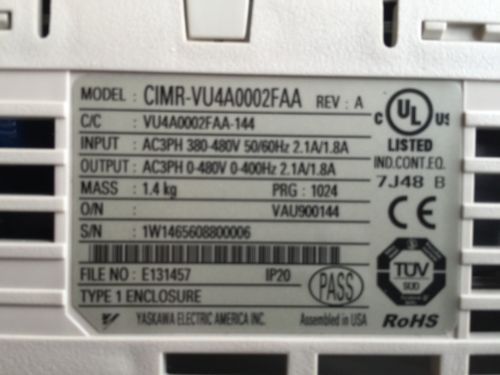 MODEL : CIMR-VU4A0002FAA REV : A
C/C : VU4A0002FAA-144
INPUT : AC3PH 380-480V 50/60Hz 2.1A/1.8A
OUTPUT : AC3PH 0-480V 0-400Hz 2.1A/1.8A
MASS : 1.4 kg PRG : 1024
O/N : VAU900144
S/N : 1W1465608800006
FILE NO : E131457 IP20
TYPE 1 ENCLOSURE
PASS
YASKAWA ELECTRIC AMERICA INC. Assembled in USA
C UL US
LISTED
IND.CONT.EQ.
7J48 B
CE
TÜV
SÜD
RoHS